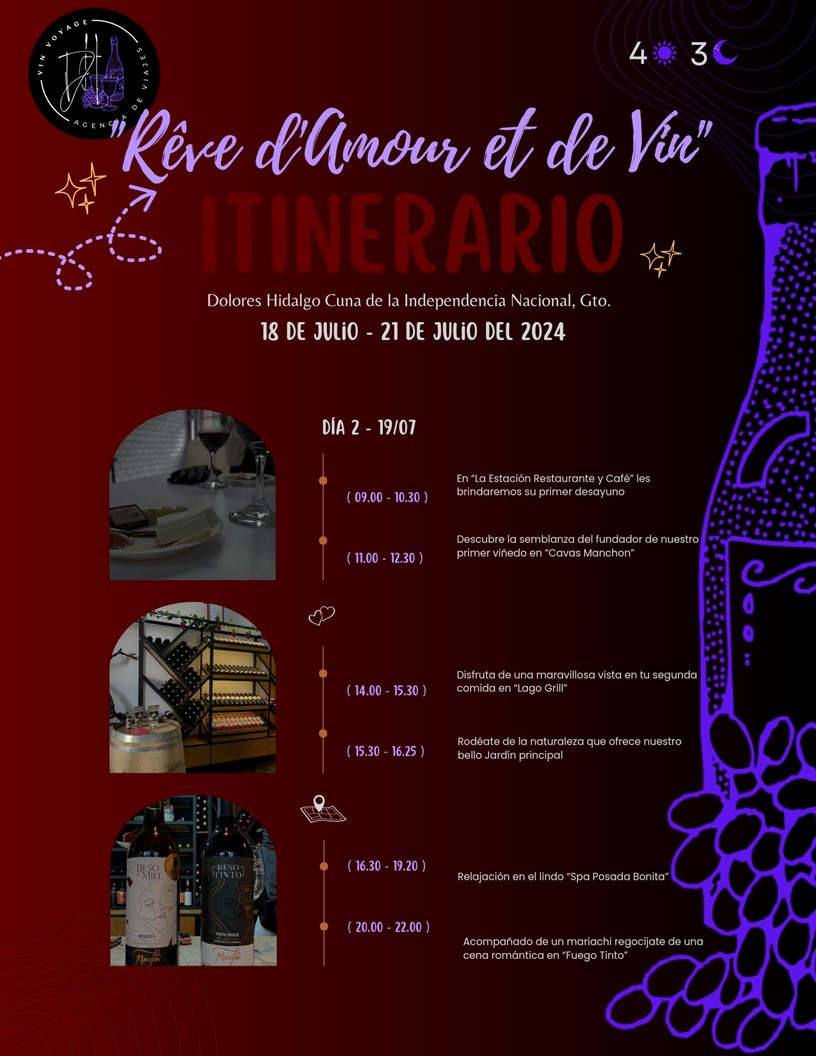 VIN VOYAGE
AGENCIA DE VIAJES
DH
4 3
"Rêve d'Amour et de Vin"
ITINERARIO
Dolores Hidalgo Cuna de la Independencia Nacional, Gto.
18 DE JULIO - 21 DE JULIO DEL 2024
DÍA 2 - 19/07
( 09.00 - 10.30 )
En “La Estación Restaurante y Café” les
brindaremos su primer desayuno
( 11.00 - 12.30 )
Descubre la semblanza del fundador de nuestro
primer viñedo en “Cavas Manchon”
( 14.00 - 15.30 )
Disfruta de una maravillosa vista en tu segunda
comida en “Lago Grill”
( 15.30 - 16.25 )
Rodéate de la naturaleza que ofrece nuestro
bello Jardín principal
( 16.30 - 19.20 )
Relajación en el lindo “Spa Posada Bonita”
( 20.00 - 22.00 )
Acompañado de un mariachi regocíjate de una
cena romántica en “Fuego Tinto”
BESO
MIEL
BESO
TINTO